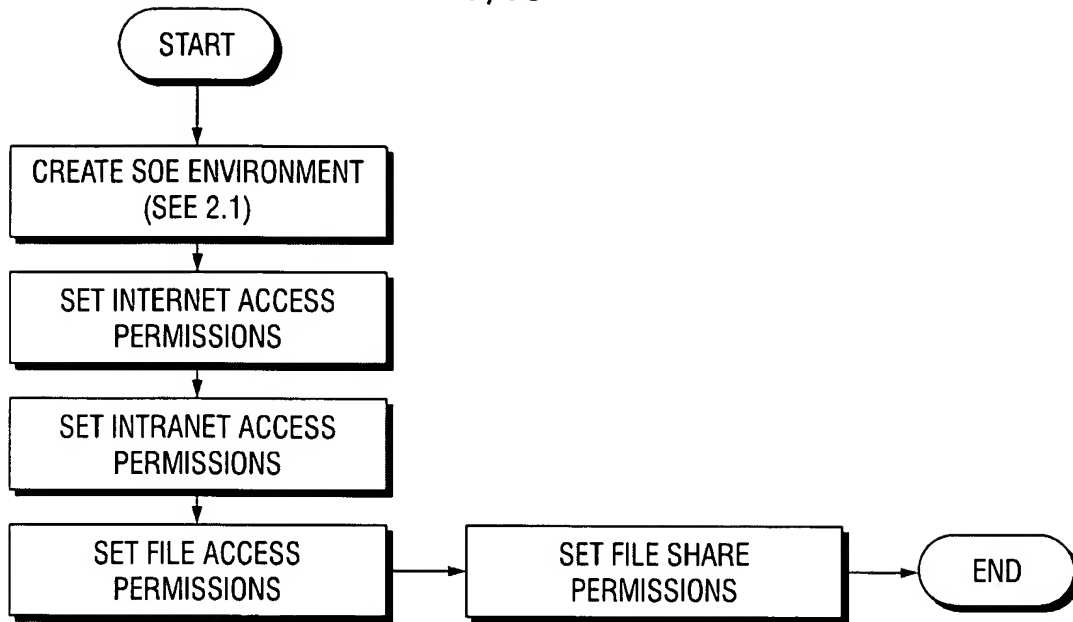 START
CREATE SOE ENVIRONMENT
(SEE 2.1)
SET INTERNET ACCESS
PERMISSIONS
SET INTRANET ACCESS
PERMISSIONS
SET FILE ACCESS
PERMISSIONS
SET FILE SHARE
PERMISSIONS
END